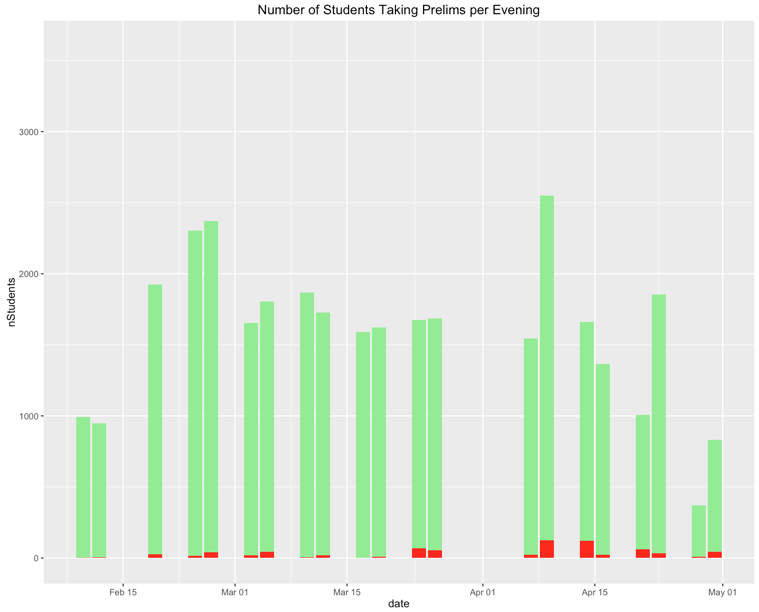 Number of Students Taking Prelims per Evening
nStudents
3000
2000
1000
0
Feb 15
Mar 01
Mar 15
Apr 01
Apr 15
May 01
date